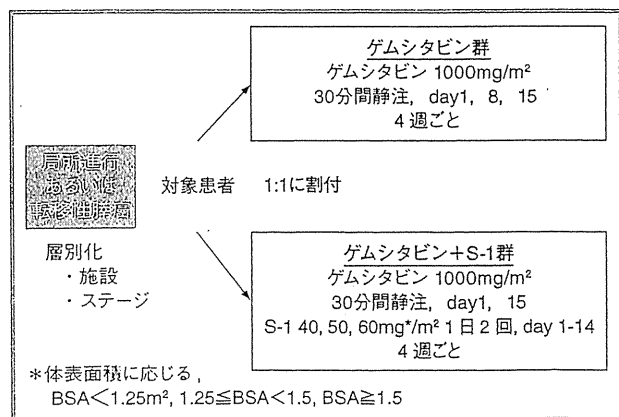 ゲムシタビン群
ゲムシタビン 1000mg/m²
30分間静注, day1, 8, 15
4週ごと
局所進行
あるいは
転移性膵癌
対象患者 1:1に割付
層別化
・施設
・ステージ
ゲムシタビン+S-1群
ゲムシタビン 1000mg/m²
30分間静注, day1, 15
S-1 40, 50, 60mg*/m² 1日2回, day 1-14
4週ごと
*体表面積に応じる,
BSA<1.25m², 1.25≦BSA<1.5, BSA≧1.5